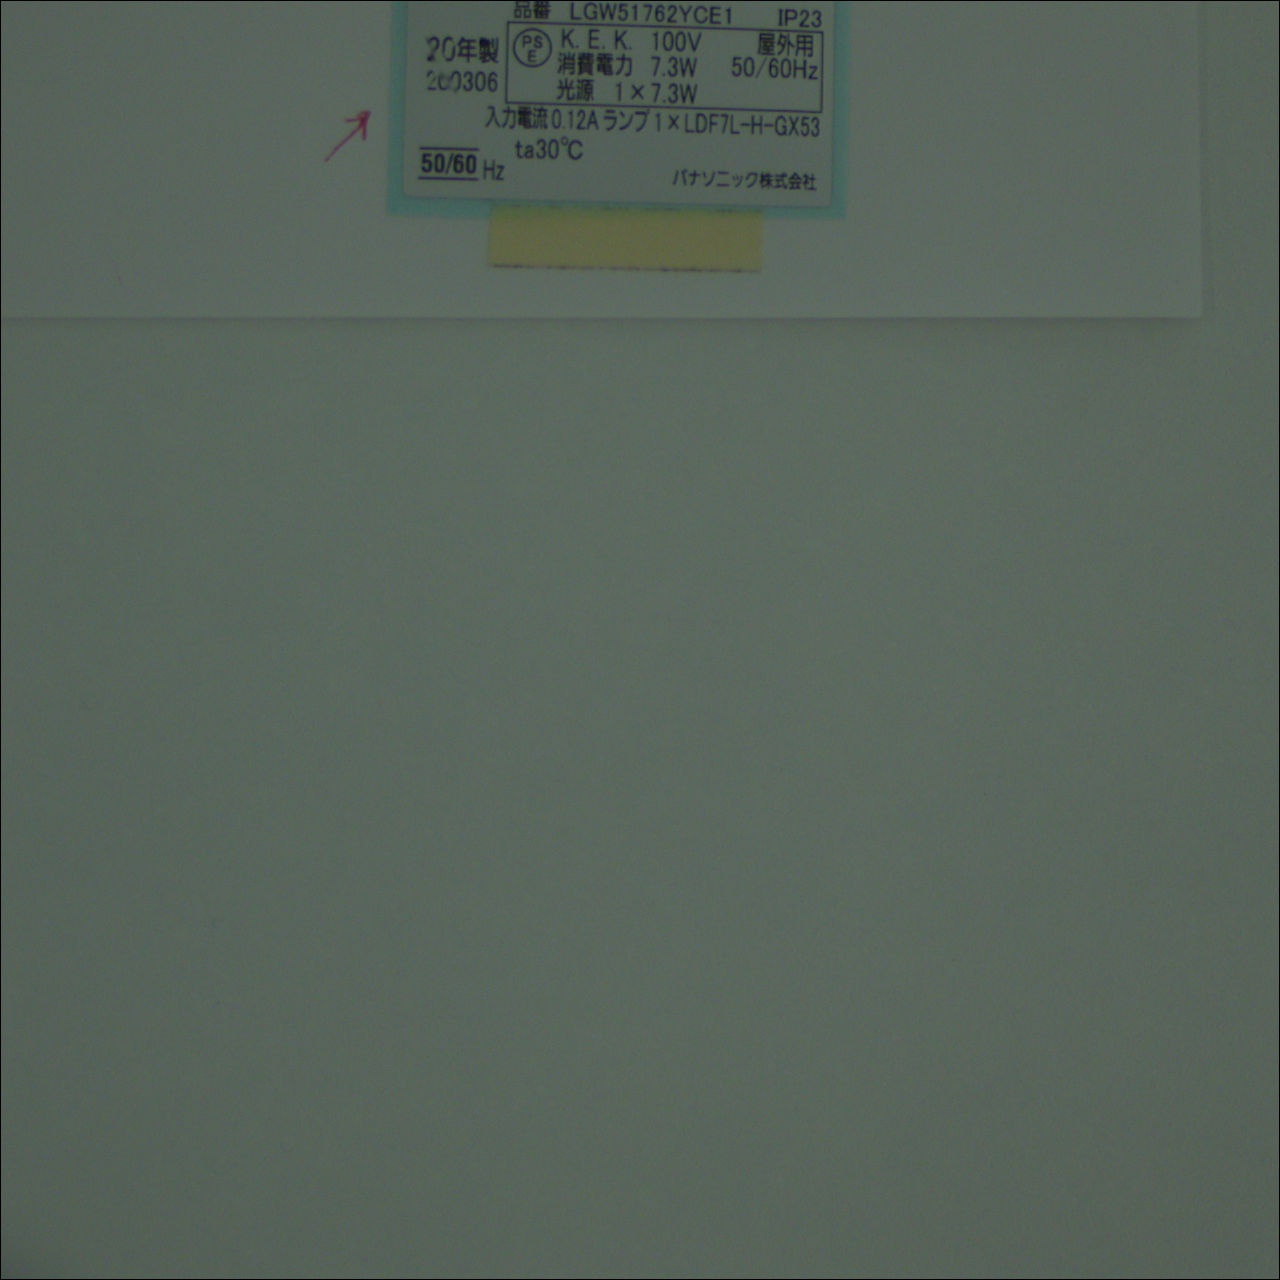 品番 LGW51762YCE1 IP23
20年製
200306
PS E K.E.K. 100V 屋外用
消費電力 7.3W 50/60Hz
光源 1×7.3W
入力電流0.12A ランプ1×LDF7L-H-GX53
ta30℃
50/60 Hz
パナソニック株式会社